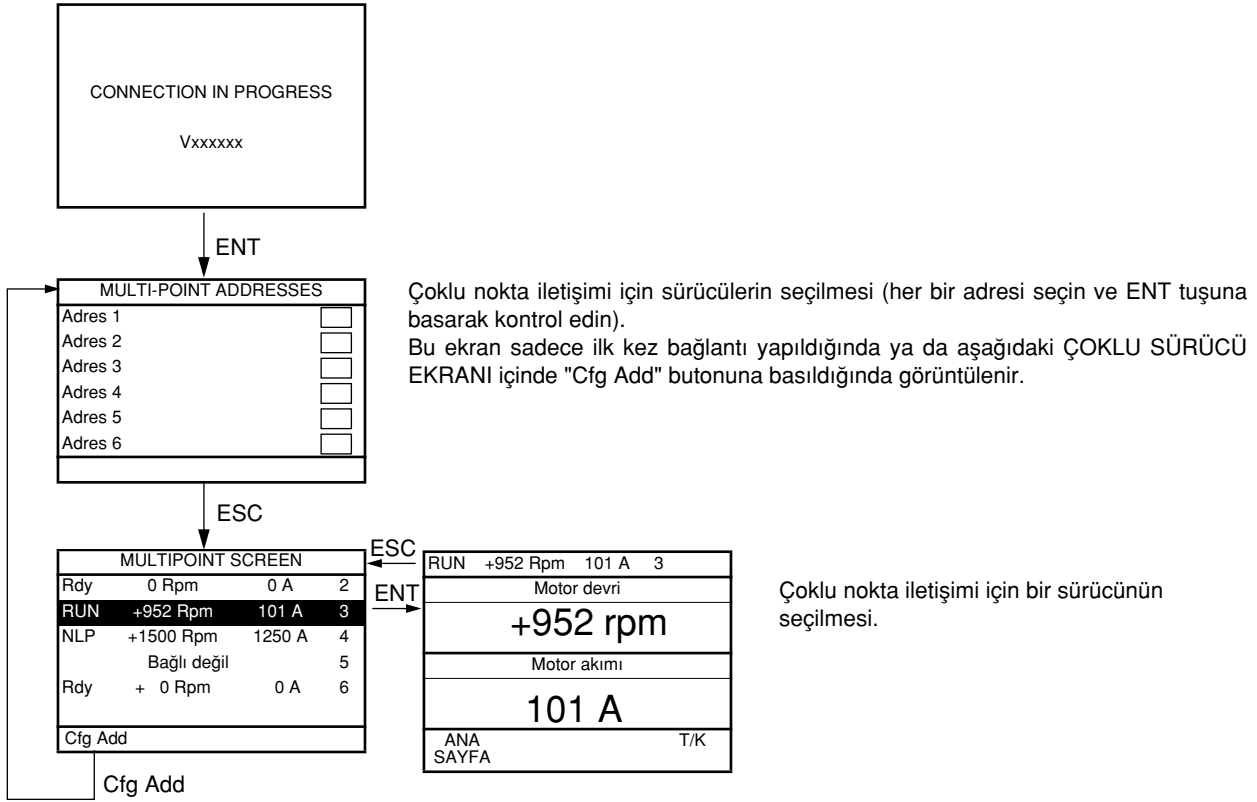 CONNECTION IN PROGRESS
Vxxxxxx
ENT
MULTI-POINT ADDRESSES
Adres 1
Adres 2
Adres 3
Adres 4
Adres 5
Adres 6
Çoklu nokta iletişimi için sürücülerin seçilmesi (her bir adresi seçin ve ENT tuşuna
basarak kontrol edin).
Bu ekran sadece ilk kez bağlantı yapıldığında ya da aşağıdaki ÇOKLU SÜRÜCÜ
EKRANI içinde "Cfg Add" butonuna basıldığında görüntülenir.
ESC
MULTIPOINT SCREEN
Rdy 0 Rpm 0 A 2
RUN +952 Rpm 101 A 3
NLP +1500 Rpm 1250 A 4
Bağlı değil 5
Rdy + 0 Rpm 0 A 6
Cfg Add
Cfg Add
ESC
ENT
RUN +952 Rpm 101 A 3
Motor devri
+952 rpm
Motor akımı
101 A
ANA T/K
SAYFA
Çoklu nokta iletişimi için bir sürücünün
seçilmesi.